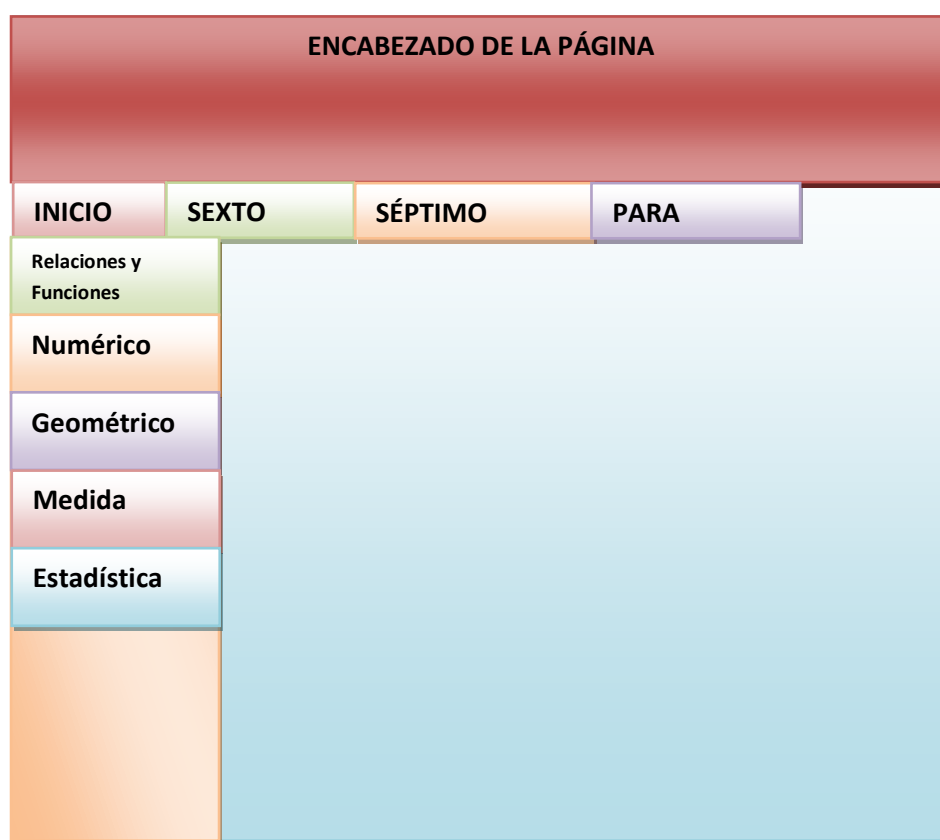 ENCABEZADO DE LA PÁGINA
INICIO SEXTO SÉPTIMO PARA
Relaciones y
Funciones
Numérico
Geométrico
Medida
Estadística